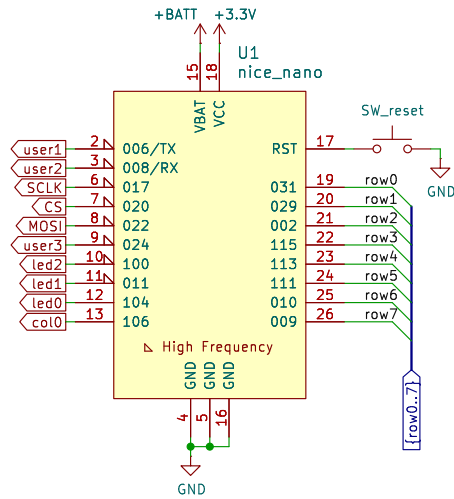 +BATT +3.3V
U1
nice_nano
15 18
VBAT VCC
SW_reset
user1 2 006/TX RST 17
user2 3 008/RX
GND
SCLK 6 017 031 19 row0
CS 7 020 029 20 row1
MOSI 8 022 002 21 row2
user3 9 024 115 22 row3
led2 10 100 113 23 row4
led1 11 011 111 24 row5
led0 12 104 010 25 row6
col0 13 106 009 26 row7
High Frequency
GND GND GND
4 5 16
{row0..7}
GND